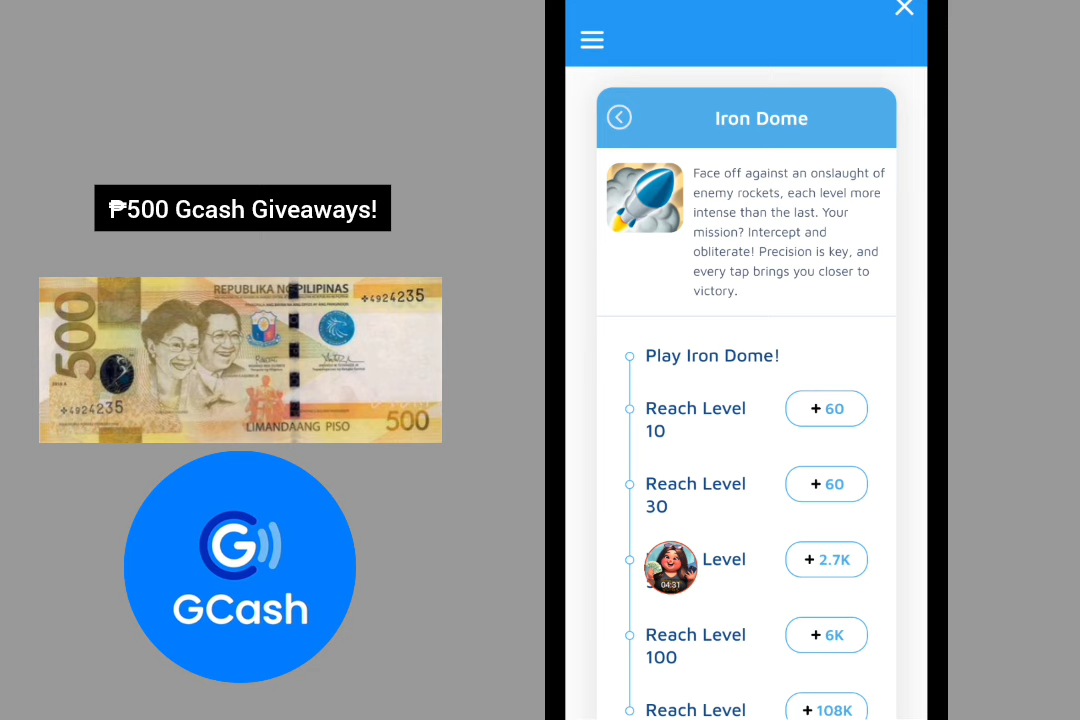 ₱500 Gcash Giveaways!
REPUBLIKA NG PILIPINAS
500
4924235
4924235
LIMANDAANG PISO
500
G
GCash
Iron Dome
Face off against an onslaught of
enemy rockets, each level more
intense than the last. Your
mission? Intercept and
obliterate! Precision is key, and
every tap brings you closer to
victory.
Play Iron Dome!
Reach Level
10
+ 60
Reach Level
30
+ 60
Level
04:31
+ 2.7K
Reach Level
100
+ 6K
Reach Level
+ 108K